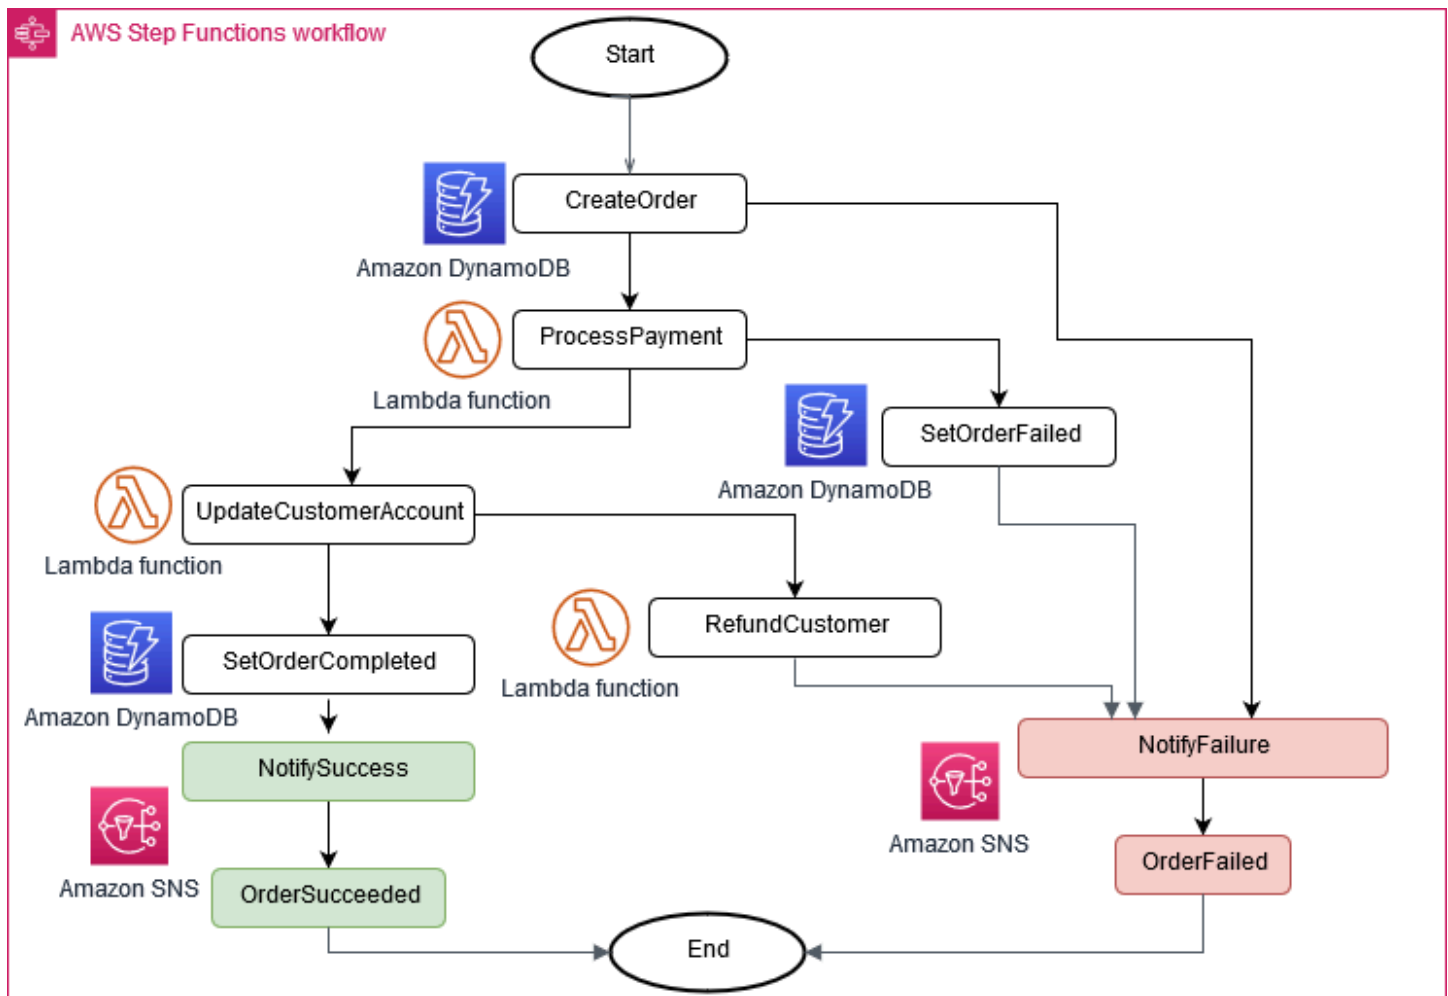 AWS Step Functions workflow
Start
CreateOrder
Amazon DynamoDB
ProcessPayment
Lambda function
SetOrderFailed
Amazon DynamoDB
UpdateCustomerAccount
Lambda function
RefundCustomer
Lambda function
SetOrderCompleted
Amazon DynamoDB
NotifyFailure
NotifySuccess
Amazon SNS
OrderFailed
Amazon SNS
OrderSucceeded
End